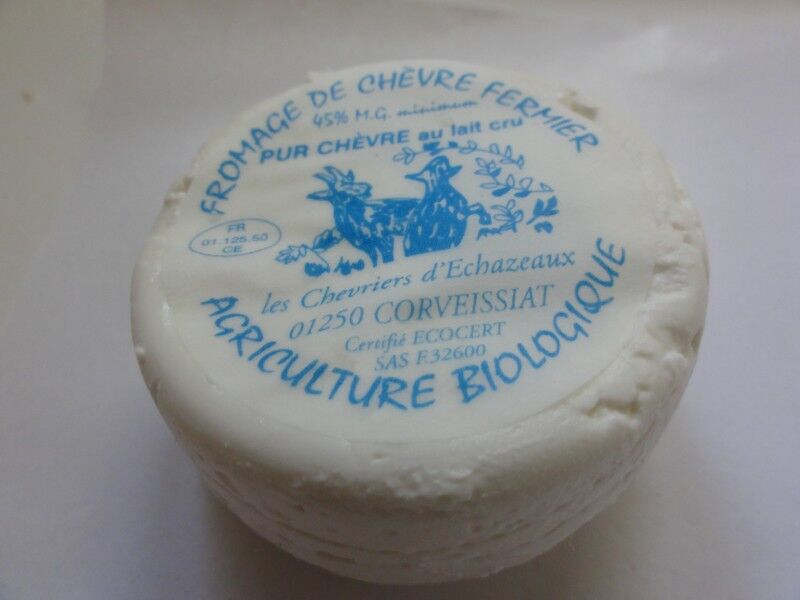 FROMAGE DE CHÈVRE FERMIER
45% M.G. minimum
PUR CHÈVRE au lait cru
FR
01.125.50
CE
les Chevriers d'Echazeaux
01250 CORVEISSIAT
Certifié ECOCERT
SAS F.32600
AGRICULTURE BIOLOGIQUE